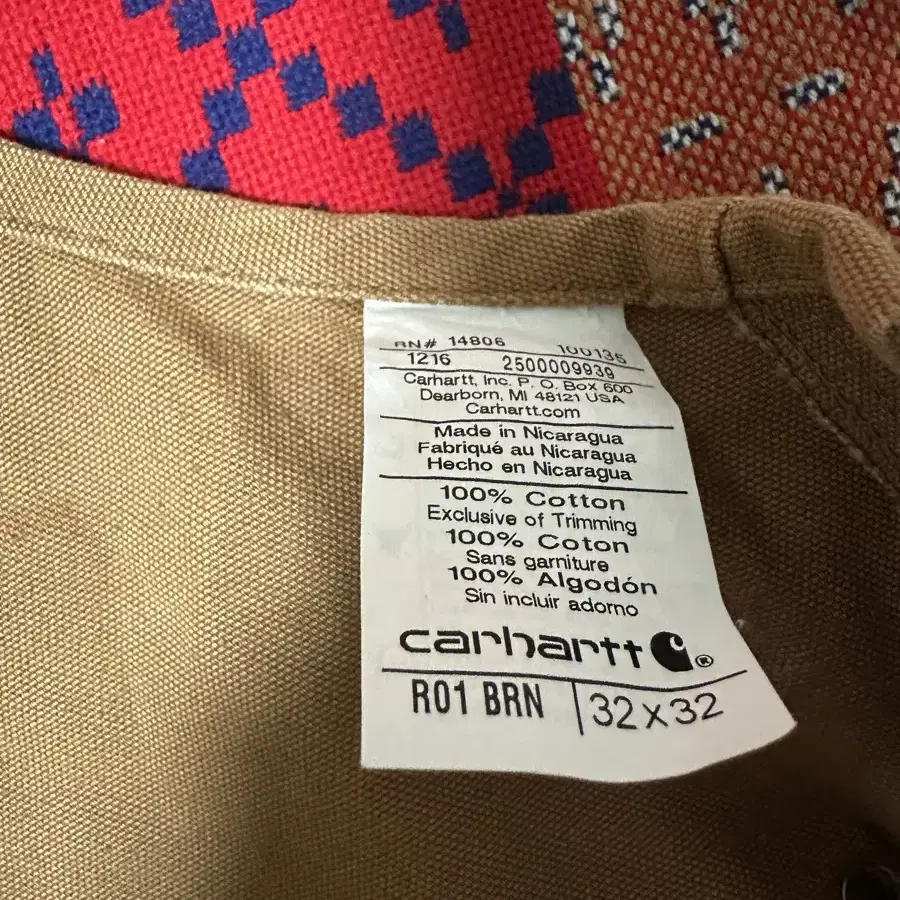 RN# 14806 100135
1216 2500009939
Carhartt, Inc. P. O. Box 600
Dearborn, MI 48121 USA
Carhartt.com
Made in Nicaragua
Fabriqué au Nicaragua
Hecho en Nicaragua
100% Cotton
Exclusive of Trimming
100% Coton
Sans garniture
100% Algodón
Sin incluir adorno
carhartt ®
R01 BRN 32x32